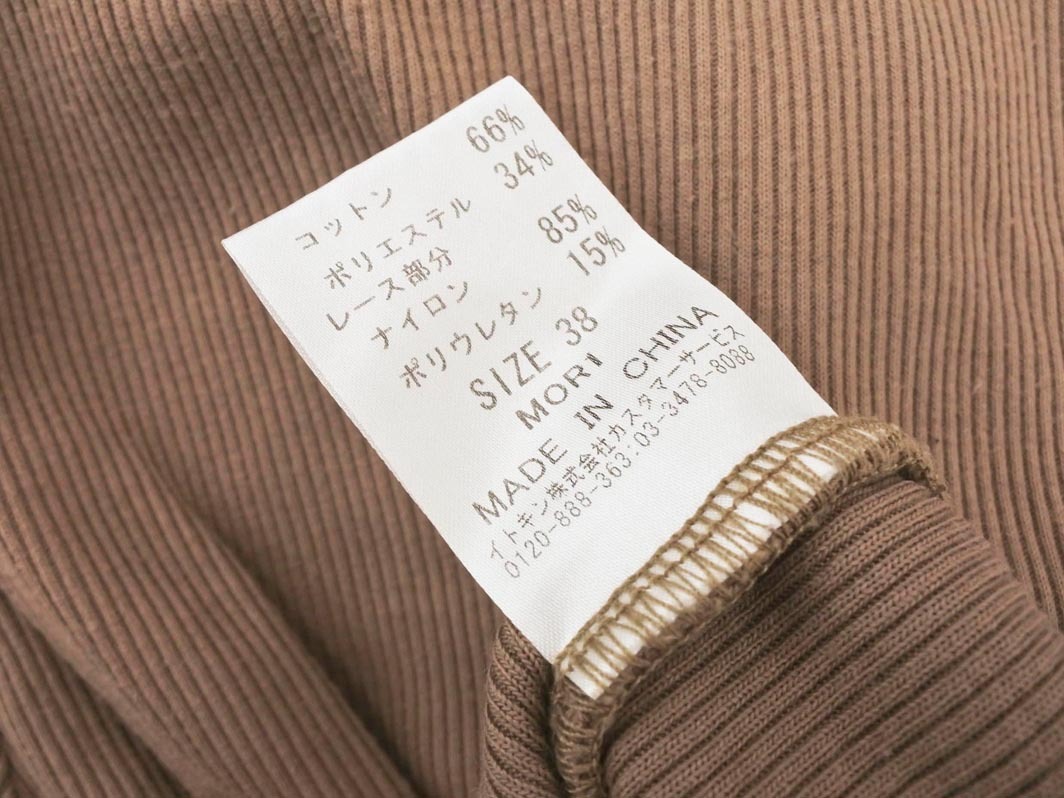 コットン 66%
ポリエステル 34%
レース部分
ナイロン 85%
ポリウレタン 15%
SIZE 38
MORI
MADE IN CHINA
イトキン株式会社カスタマーサービス
0120-888-363:03-3478-8088